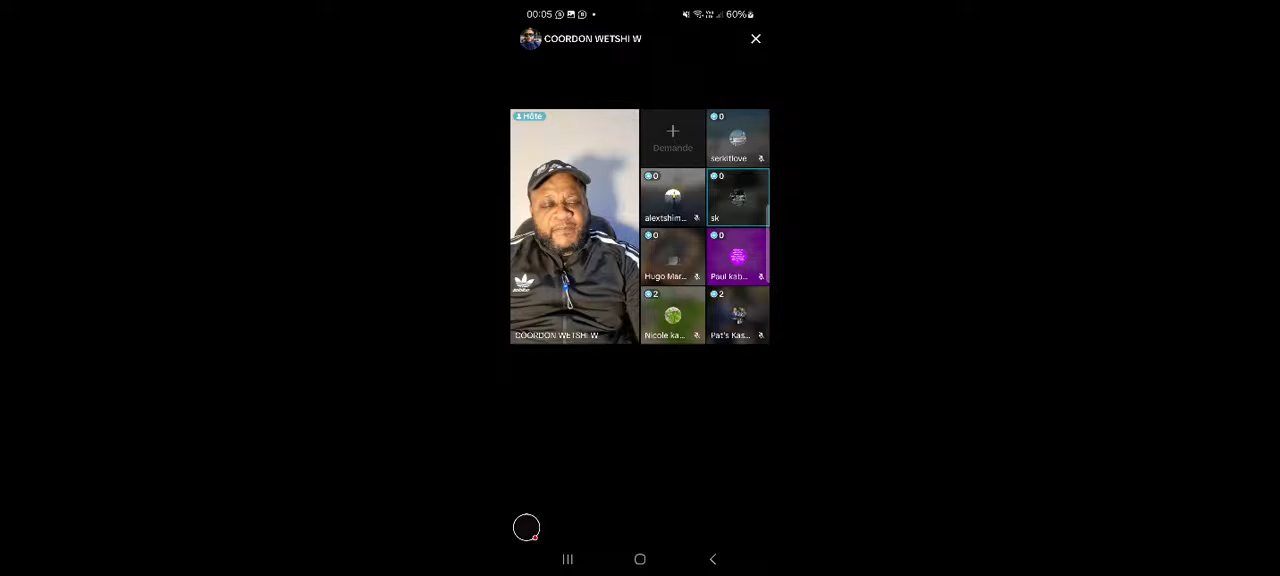 00:05 60%
COORDON WETSHI W
Hôte
Demande
0
serkitlove
0
alextshim...
0
sk
0
Hugo Mar...
0
Paul kab...
2
Nicole ka...
2
Pat's Kas...
COORDON WETSHI W